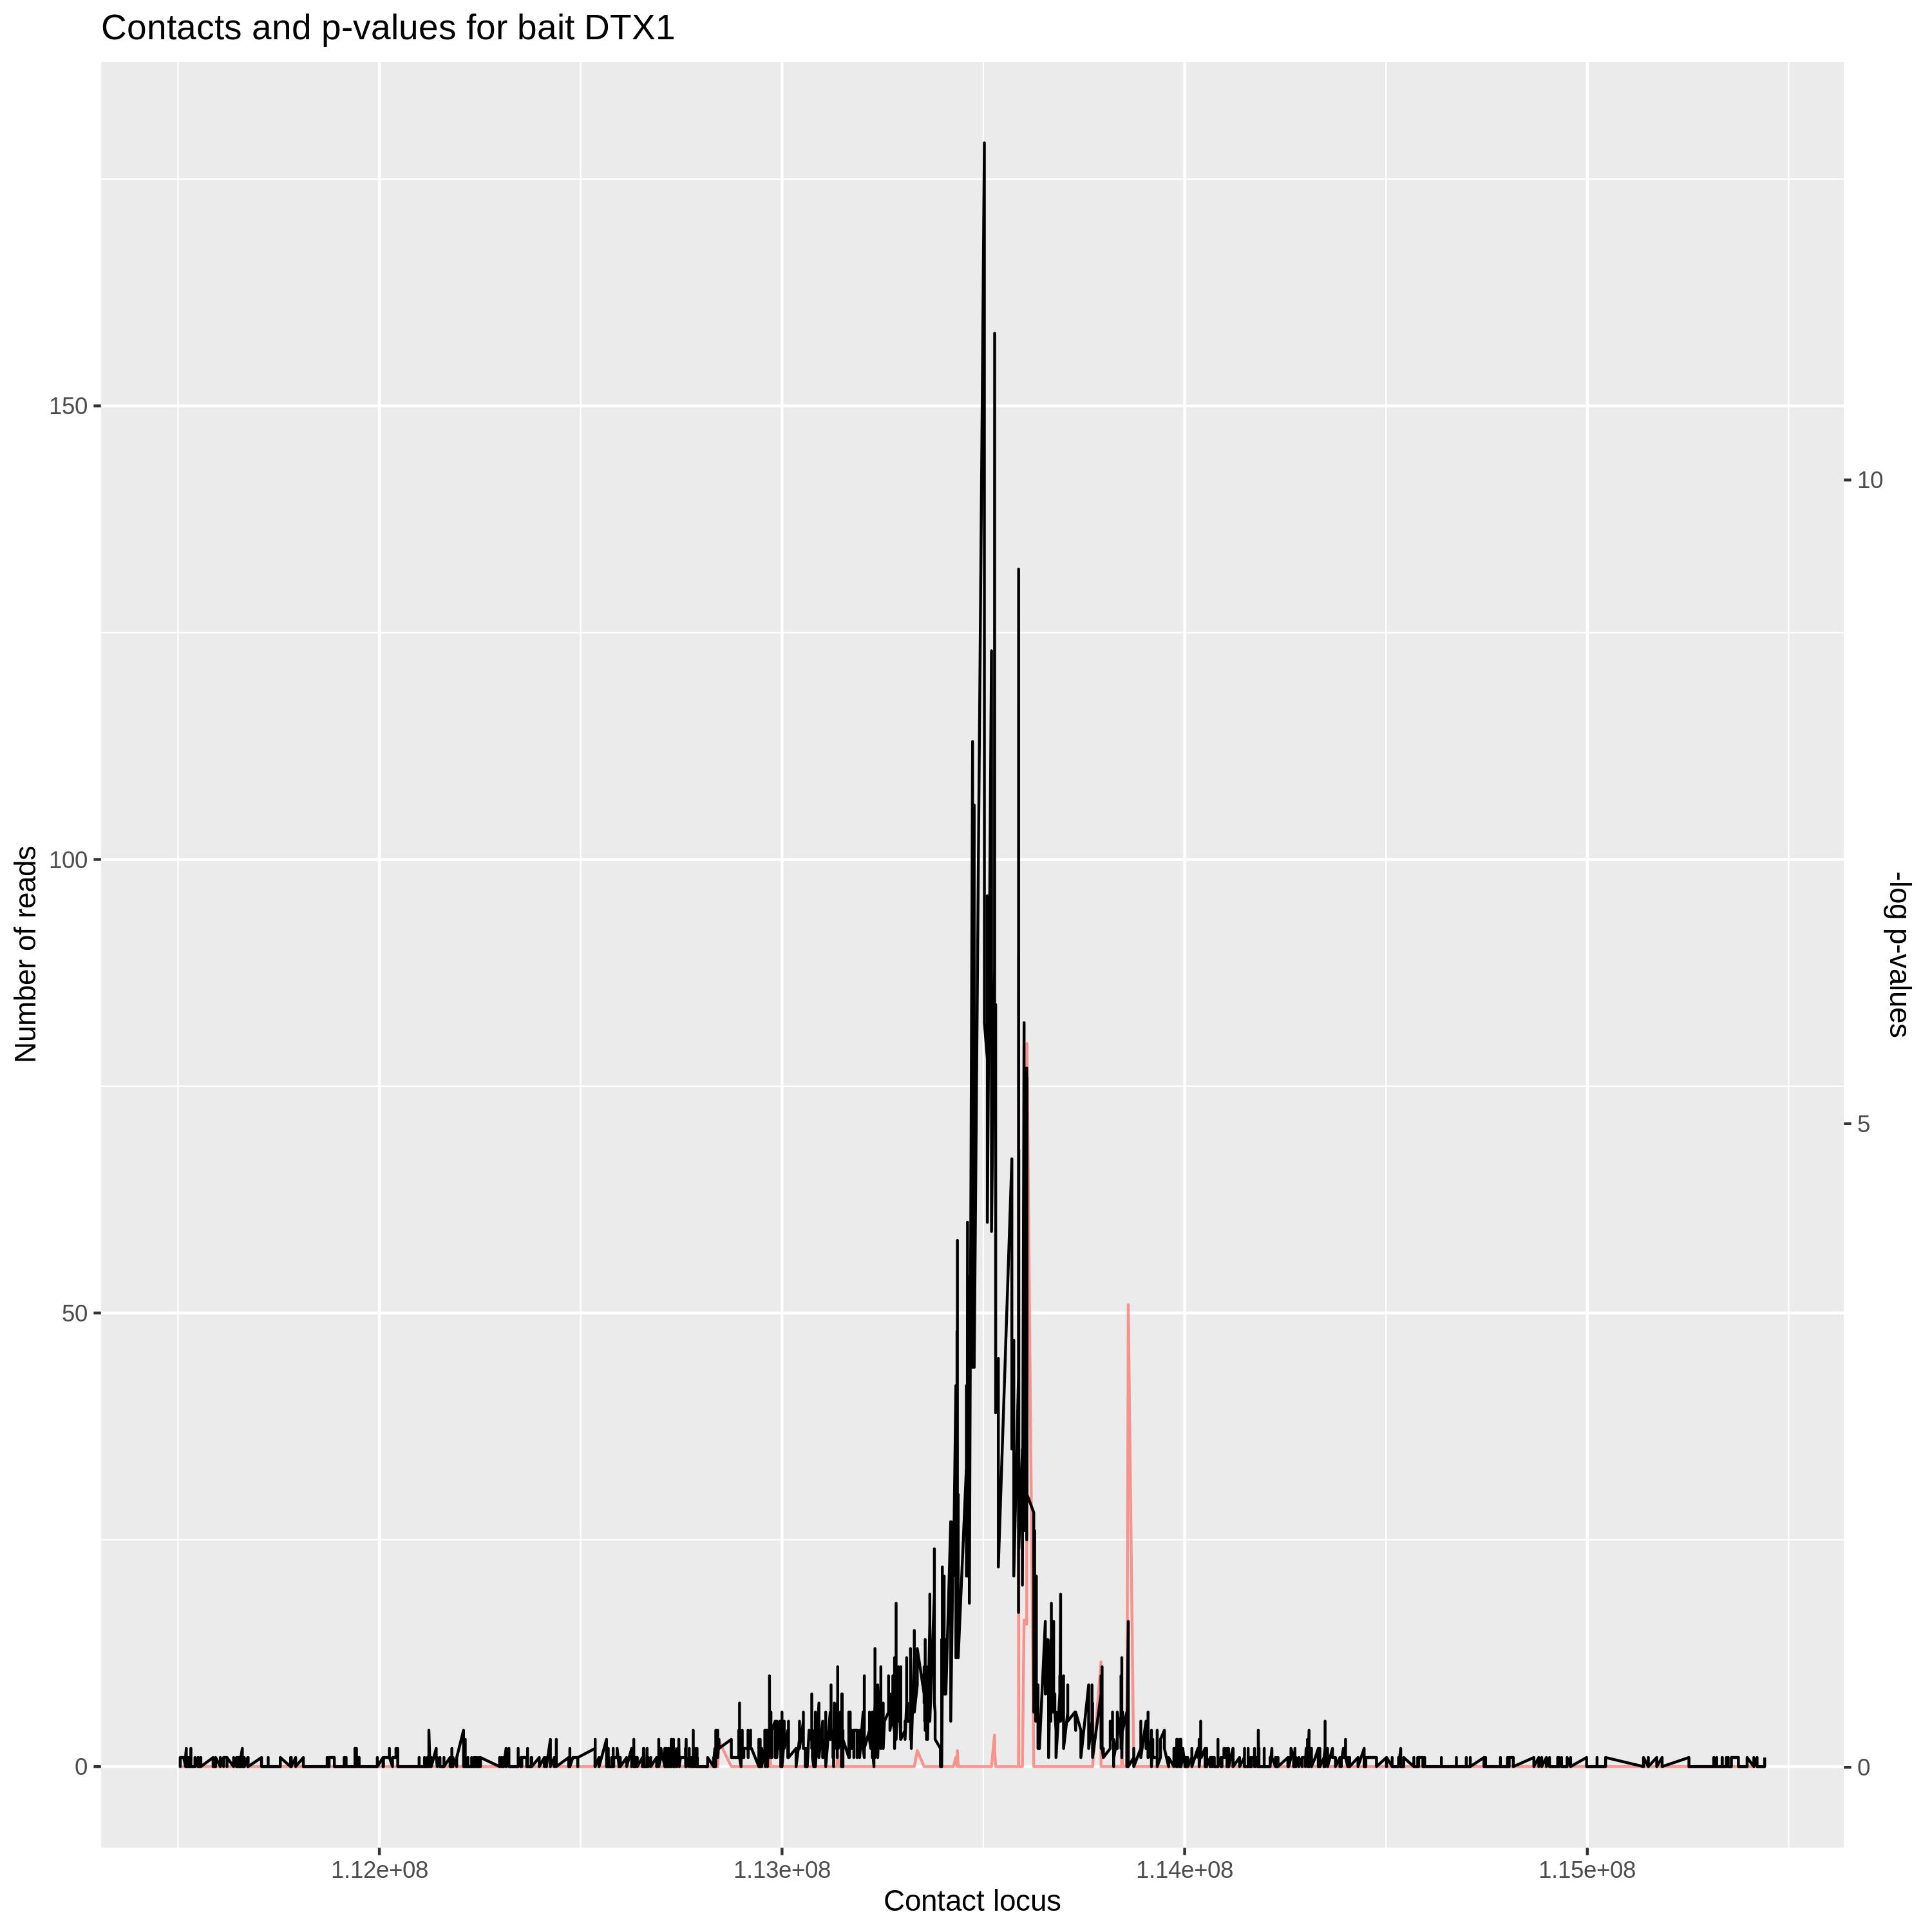 Contacts and p-values for bait DTX1
150
100
50
0
Number of reads
10
5
0
-log p-values
1.12e+08
1.13e+08
1.14e+08
1.15e+08
Contact locus